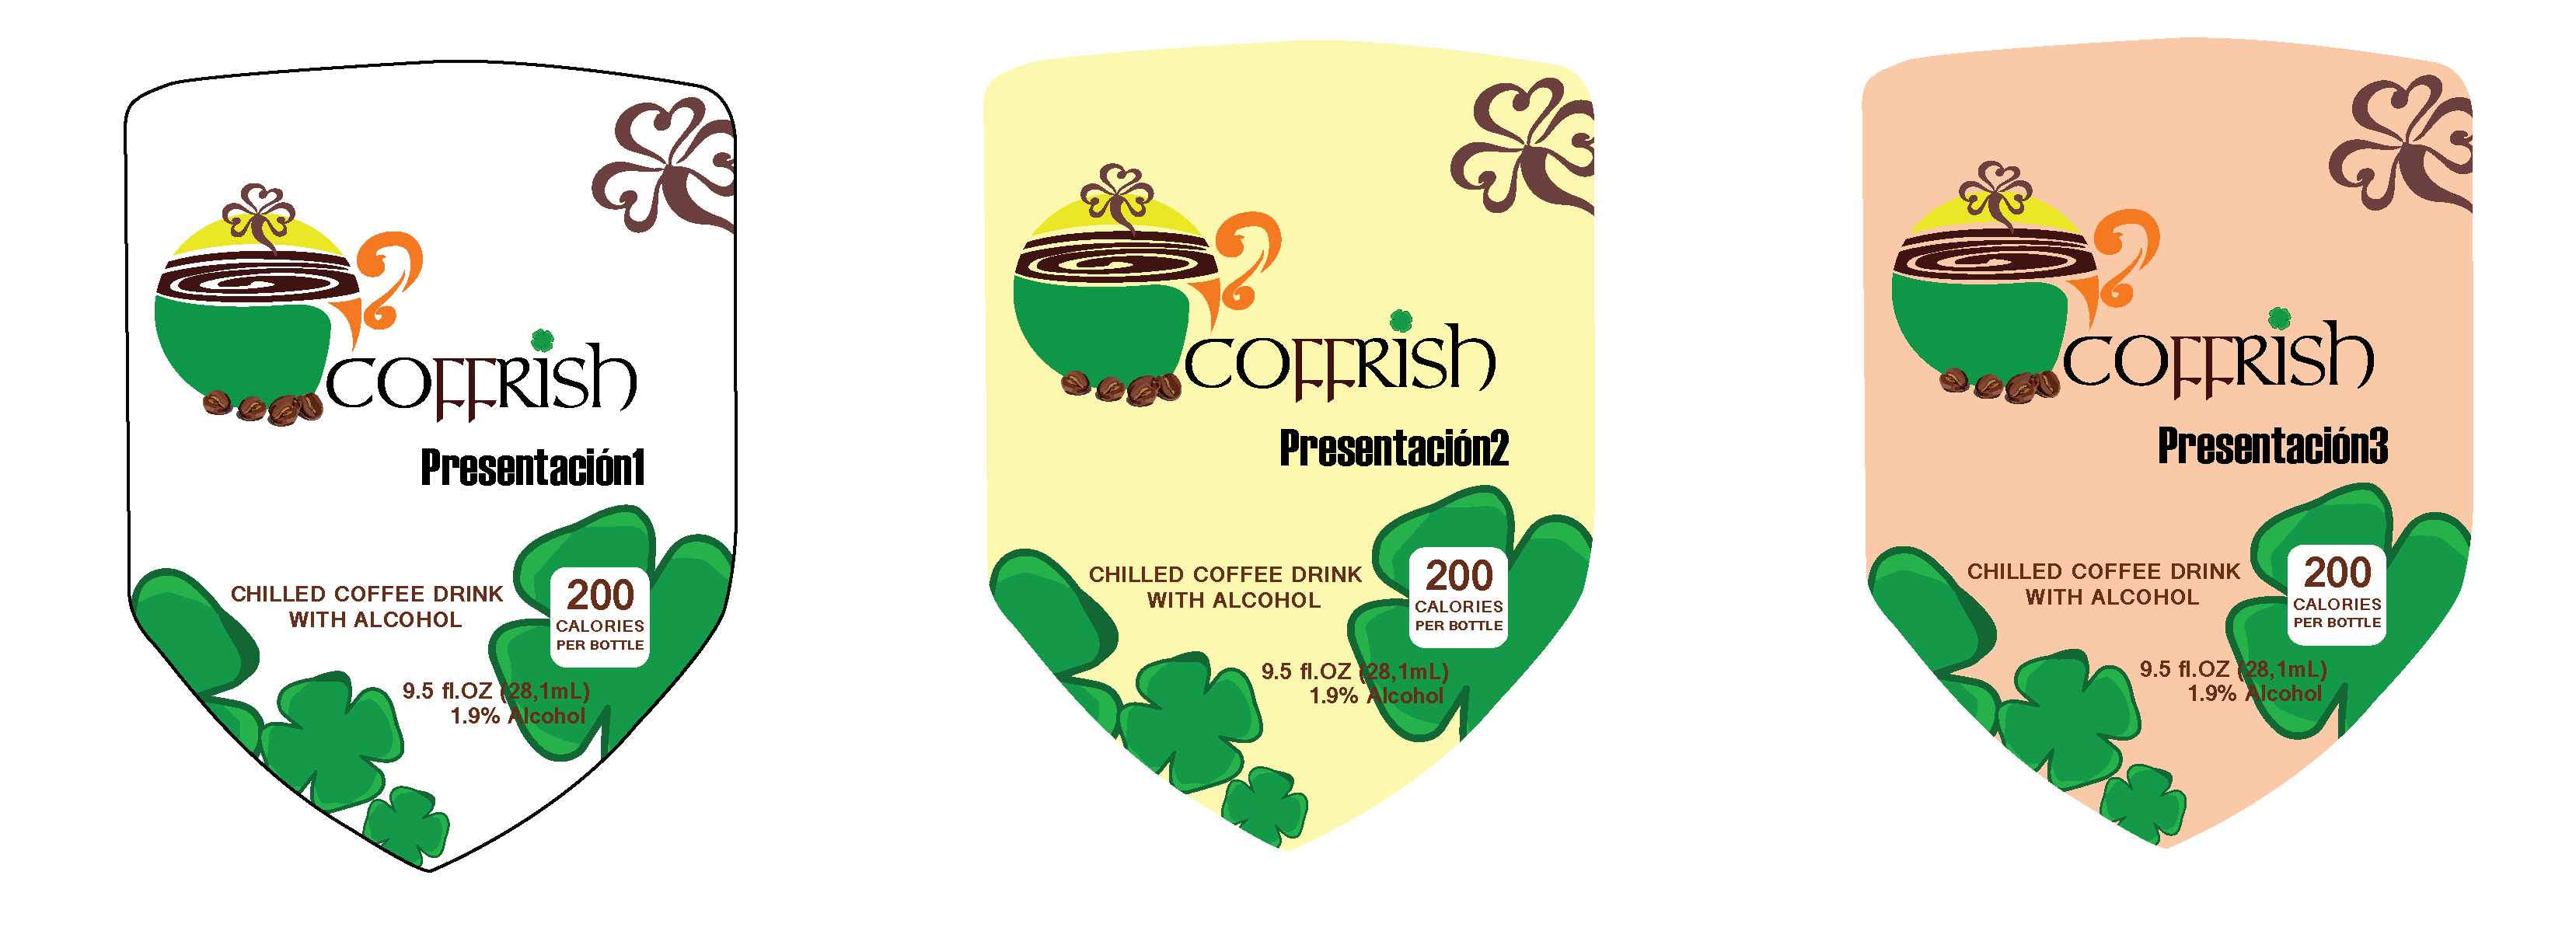 COFFRISH
Presentación1
CHILLED COFFEE DRINK
WITH ALCOHOL
200
CALORIES
PER BOTTLE
9.5 fl.OZ (28,1mL)
1.9% Alcohol
COFFRISH
Presentación2
CHILLED COFFEE DRINK
WITH ALCOHOL
200
CALORIES
PER BOTTLE
9.5 fl.OZ (28,1mL)
1.9% Alcohol
COFFRISH
Presentación3
CHILLED COFFEE DRINK
WITH ALCOHOL
200
CALORIES
PER BOTTLE
9.5 fl.OZ (28,1mL)
1.9% Alcohol